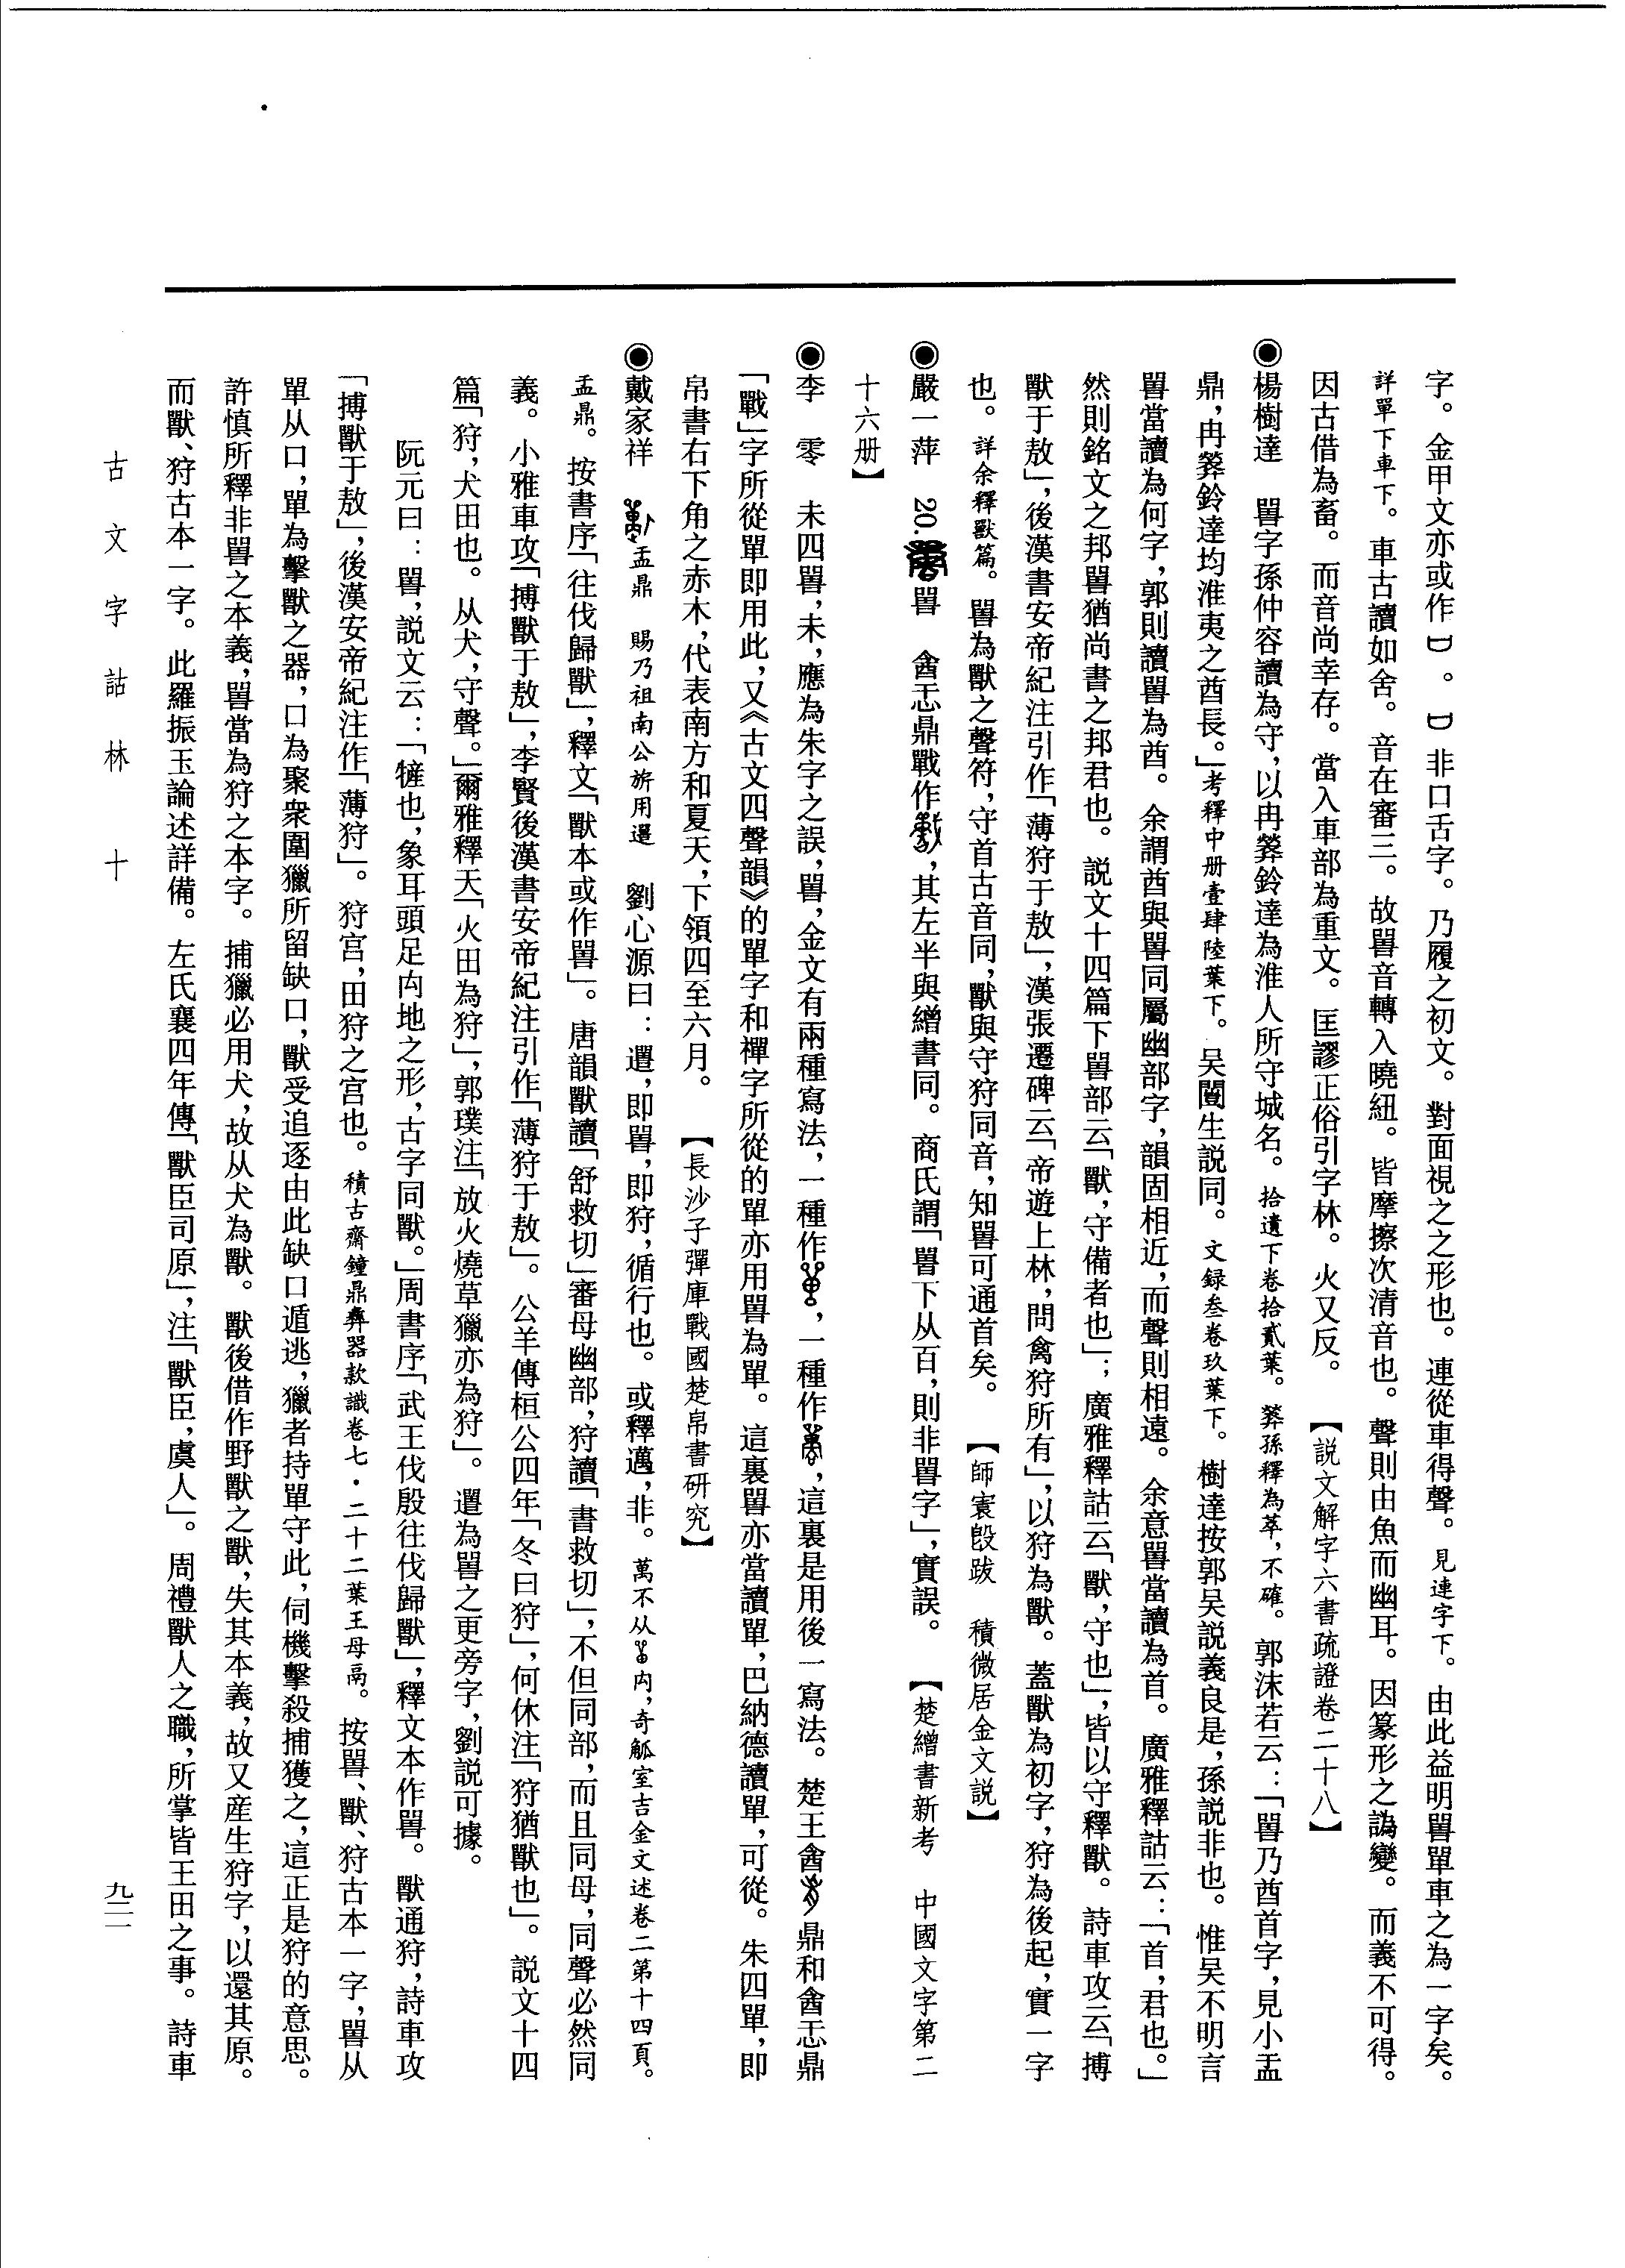 字。金甲文亦或作。非口舌字。乃履之初文。對面視之之形也。連從車得聲。見連字下。由此益明嘼單車之為一字矣。
詳單下車下。車古讀如舍。音在審三。故嘼音轉入曉紐。皆摩擦次清音也。聲則由魚而幽耳。因篆形之譌變。而義不可得。
因古借為畜。而音尚幸存。當入車部為重文。匡謬正俗引字林。火又反。【説文解字六書疏證卷二十八】
◉楊樹達　嘼字孫仲容讀為守，以冉𦵯鈴達為淮人所守城名。拾遺下卷拾貳葉。𦵯孫釋為萃，不確。郭沫若云：「嘼乃酋首字，見小盂
鼎，冉𦵯鈴達均淮夷之酋長。」考釋中册壹肆陸葉下。吴闓生説同。文録叁卷玖葉下。樹達按郭吴説義良是，孫説非也。惟吴不明言
嘼當讀為何字，郭則讀嘼為酋。余謂酋與嘼同屬幽部字，韻固相近，而聲則相遠。余意嘼當讀為首。廣雅釋詁云：「首，君也。」
然則銘文之邦嘼猶尚書之邦君也。説文十四篇下嘼部云「獸，守備者也」；廣雅釋詁云「獸，守也」，皆以守釋獸。詩車攻云「搏
獸于敖」，後漢書安帝紀注引作「薄狩于敖」，漢張遷碑云「帝遊上林，問禽狩所有」，以狩為獸。蓋獸為初字，狩為後起，實一字
也。詳余釋獸篇。嘼為獸之聲符，守首古音同，獸與守狩同音，知嘼可通首矣。【師寰𣪘跋　積微居金文説】
◉嚴一萍　20.嘼　酓忎鼎戰作，其左半與繒書同。商氏謂「嘼下从百，則非嘼字」，實誤。【楚繒書新考　中國文字第二
十六册】
◉李　零　未四嘼，未，應為朱字之誤，嘼，金文有兩種寫法，一種作，一種作，這裏是用後一寫法。楚王酓鼎和酓忎鼎
「戰」字所從單即用此，又《古文四聲韻》的單字和禪字所從的單亦用嘼為單。這裏嘼亦當讀單，巴納德讀單，可從。朱四單，即
帛書右下角之赤木，代表南方和夏天，下領四至六月。【長沙子彈庫戰國楚帛書研究】
◉戴家祥　盂鼎　賜乃祖南公旂用　劉心源曰：，即嘼，即狩，循行也。或釋邁，非。萬不从禸，奇觚室吉金文述卷二第十四頁。
盂鼎。按書序「往伐歸獸」，釋文「獸本或作嘼」。唐韻獸讀「舒救切」審母幽部，狩讀「書救切」，不但同部，而且同母，同聲必然同
義。小雅車攻「搏獸于敖」，李賢後漢書安帝紀注引作「薄狩于敖」。公羊傳桓公四年「冬曰狩」，何休注「狩猶獸也」。説文十四
篇「狩，犬田也。从犬，守聲。」爾雅釋天「火田為狩」，郭璞注「放火燒草獵亦為狩」。為嘼之更旁字，劉説可據。
阮元曰：嘼，説文云：「㹌也，象耳頭足禸地之形，古字同獸。」周書序「武王伐殷往伐歸獸」，釋文本作嘼。獸通狩，詩車攻
「搏獸于敖」，後漢安帝紀注作「薄狩」。狩宫，田狩之宫也。積古齋鐘鼎彝器款識卷七·二十二葉王母鬲。按嘼、獸、狩古本一字，嘼从
單从口，單為擊獸之器，口為聚衆圍獵所留缺口，獸受追逐由此缺口遁逃，獵者持單守此，伺機擊殺捕獲之，這正是狩的意思。
許慎所釋非嘼之本義，嘼當為狩之本字。捕獵必用犬，故从犬為獸。獸後借作野獸之獸，失其本義，故又産生狩字，以還其原。
而獸、狩古本一字。此羅振玉論述詳備。左氏襄四年傳「獸臣司原」，注「獸臣，虞人」。周禮獸人之職，所掌皆王田之事。詩車
古文字詁林　十
九二一